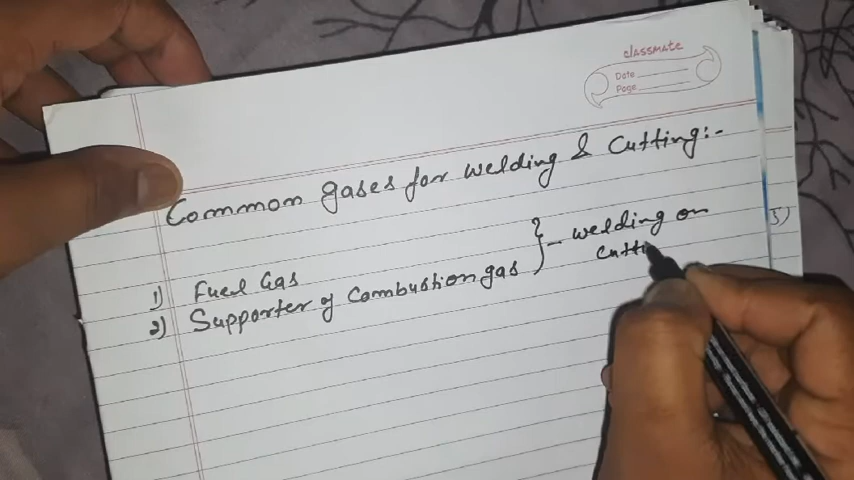 classmate
Date
Page
Common gases for welding & Cutting:-
1) Fuel Gas
2) Supporter of Combustion gas } - welding or
cutti
5)